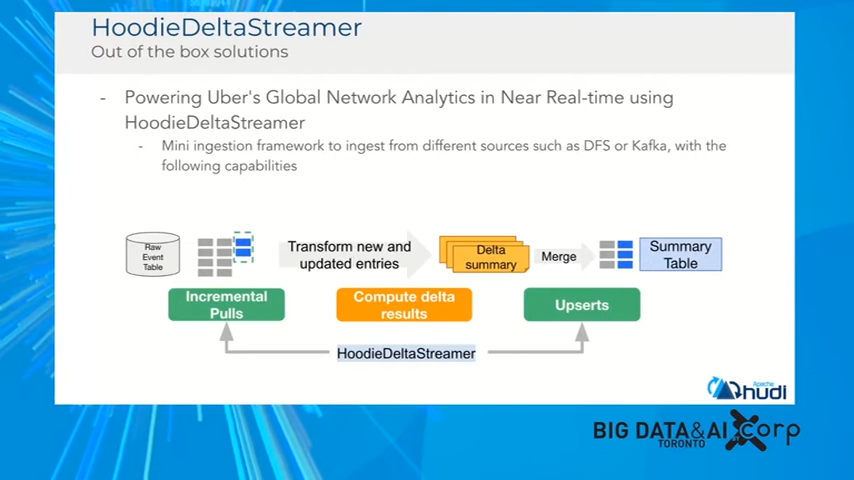 HoodieDeltaStreamer
Out of the box solutions
- Powering Uber's Global Network Analytics in Near Real-time using
HoodieDeltaStreamer
- Mini ingestion framework to ingest from different sources such as DFS or Kafka, with the
following capabilities
Raw
Event
Table
Transform new and
updated entries
Delta
summary
Merge
Summary
Table
Incremental
Pulls
Compute delta
results
Upserts
HoodieDeltaStreamer
Apache
hudi
BIG DATA&AI
TORONTO
corp